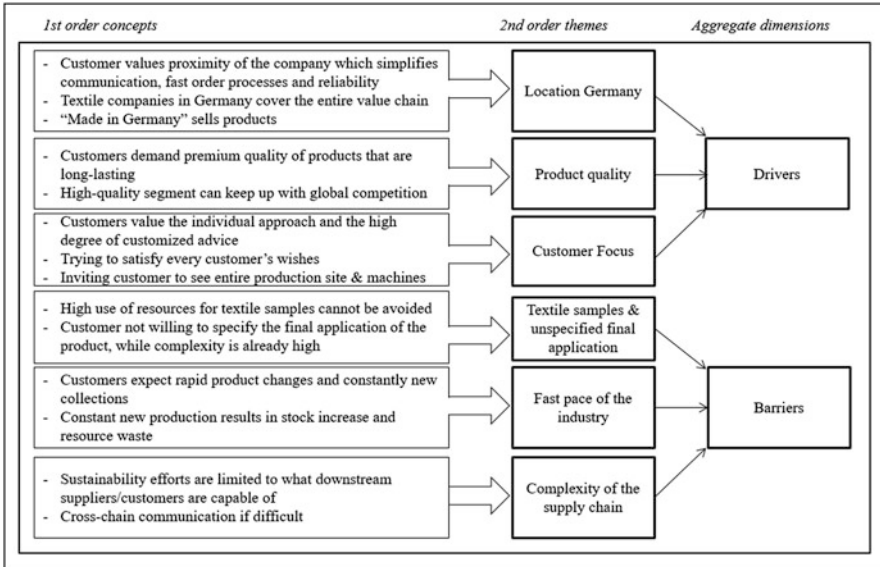 1st order concepts
2nd order themes
Aggregate dimensions
- Customer values proximity of the company which simplifies
communication, fast order processes and reliability
- Textile companies in Germany cover the entire value chain
- “Made in Germany” sells products
Location Germany
- Customers demand premium quality of products that are
long-lasting
- High-quality segment can keep up with global competition
Product quality
Drivers
- Customers value the individual approach and the high
degree of customized advice
- Trying to satisfy every customer’s wishes
- Inviting customer to see entire production site & machines
Customer Focus
- High use of resources for textile samples cannot be avoided
- Customer not willing to specify the final application of the
product, while complexity is already high
Textile samples &
unspecified final
application
- Customers expect rapid product changes and constantly new
collections
- Constant new production results in stock increase and
resource waste
Fast pace of the
industry
Barriers
- Sustainability efforts are limited to what downstream
suppliers/customers are capable of
- Cross-chain communication if difficult
Complexity of the
supply chain